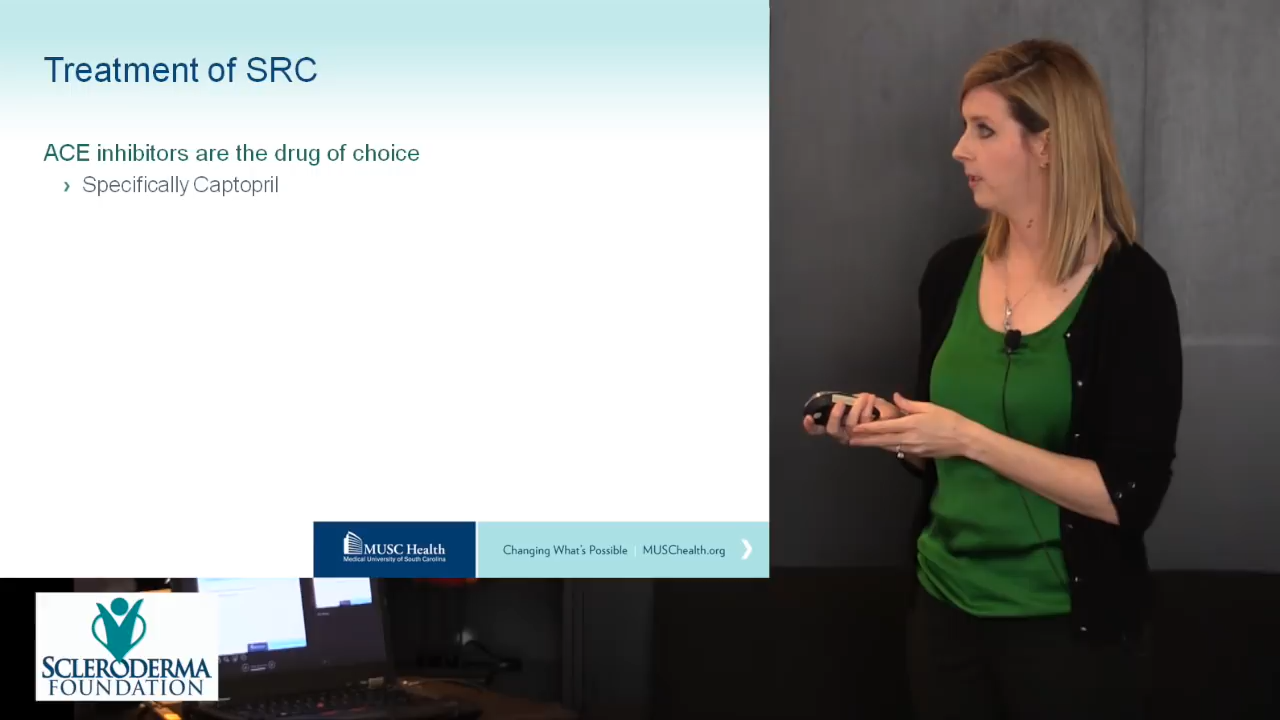 Treatment of SRC
ACE inhibitors are the drug of choice
› Specifically Captopril
MUSC Health
Medical University of South Carolina
Changing What's Possible | MUSChealth.org
SCLERODERMA
FOUNDATION